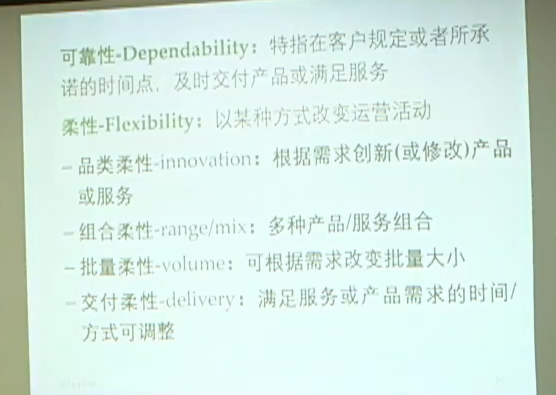 可靠性-Dependability：特指在客户规定或者所承
诺的时间点，及时交付产品或满足服务
柔性-Flexibility：以某种方式改变运营活动
– 品类柔性-innovation：根据需求创新(或修改)产品
或服务
– 组合柔性-range/mix：多种产品/服务组合
– 批量柔性-volume：可根据需求改变批量大小
– 交付柔性-delivery：满足服务或产品需求的时间/
方式可调整